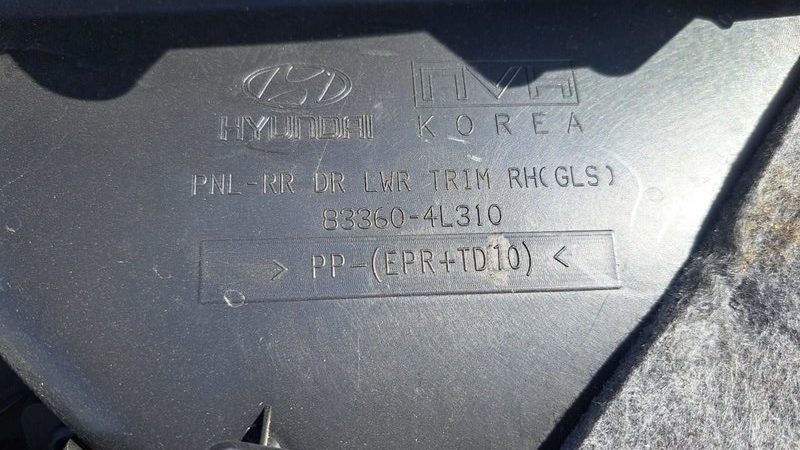 HYUNDAI
KOREA
PNL-RR DR LWR TRIM RH(GLS)
83360-4L310
> PP-(EPR+TD10) <